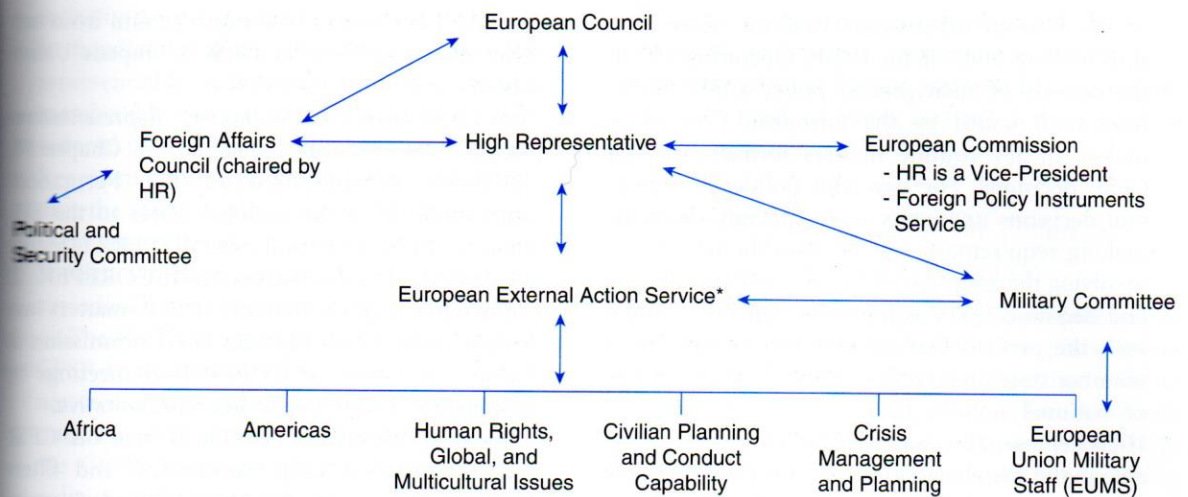 European Council
Foreign Affairs
Council (chaired by
HR)
High Representative
European Commission
- HR is a Vice-President
- Foreign Policy Instruments
Service
Political and
Security Committee
European External Action Service*
Military Committee
Africa
Americas
Human Rights,
Global, and
Multicultural Issues
Civilian Planning
and Conduct
Capability
Crisis
Management
and Planning
European
Union Military
Staff (EUMS)